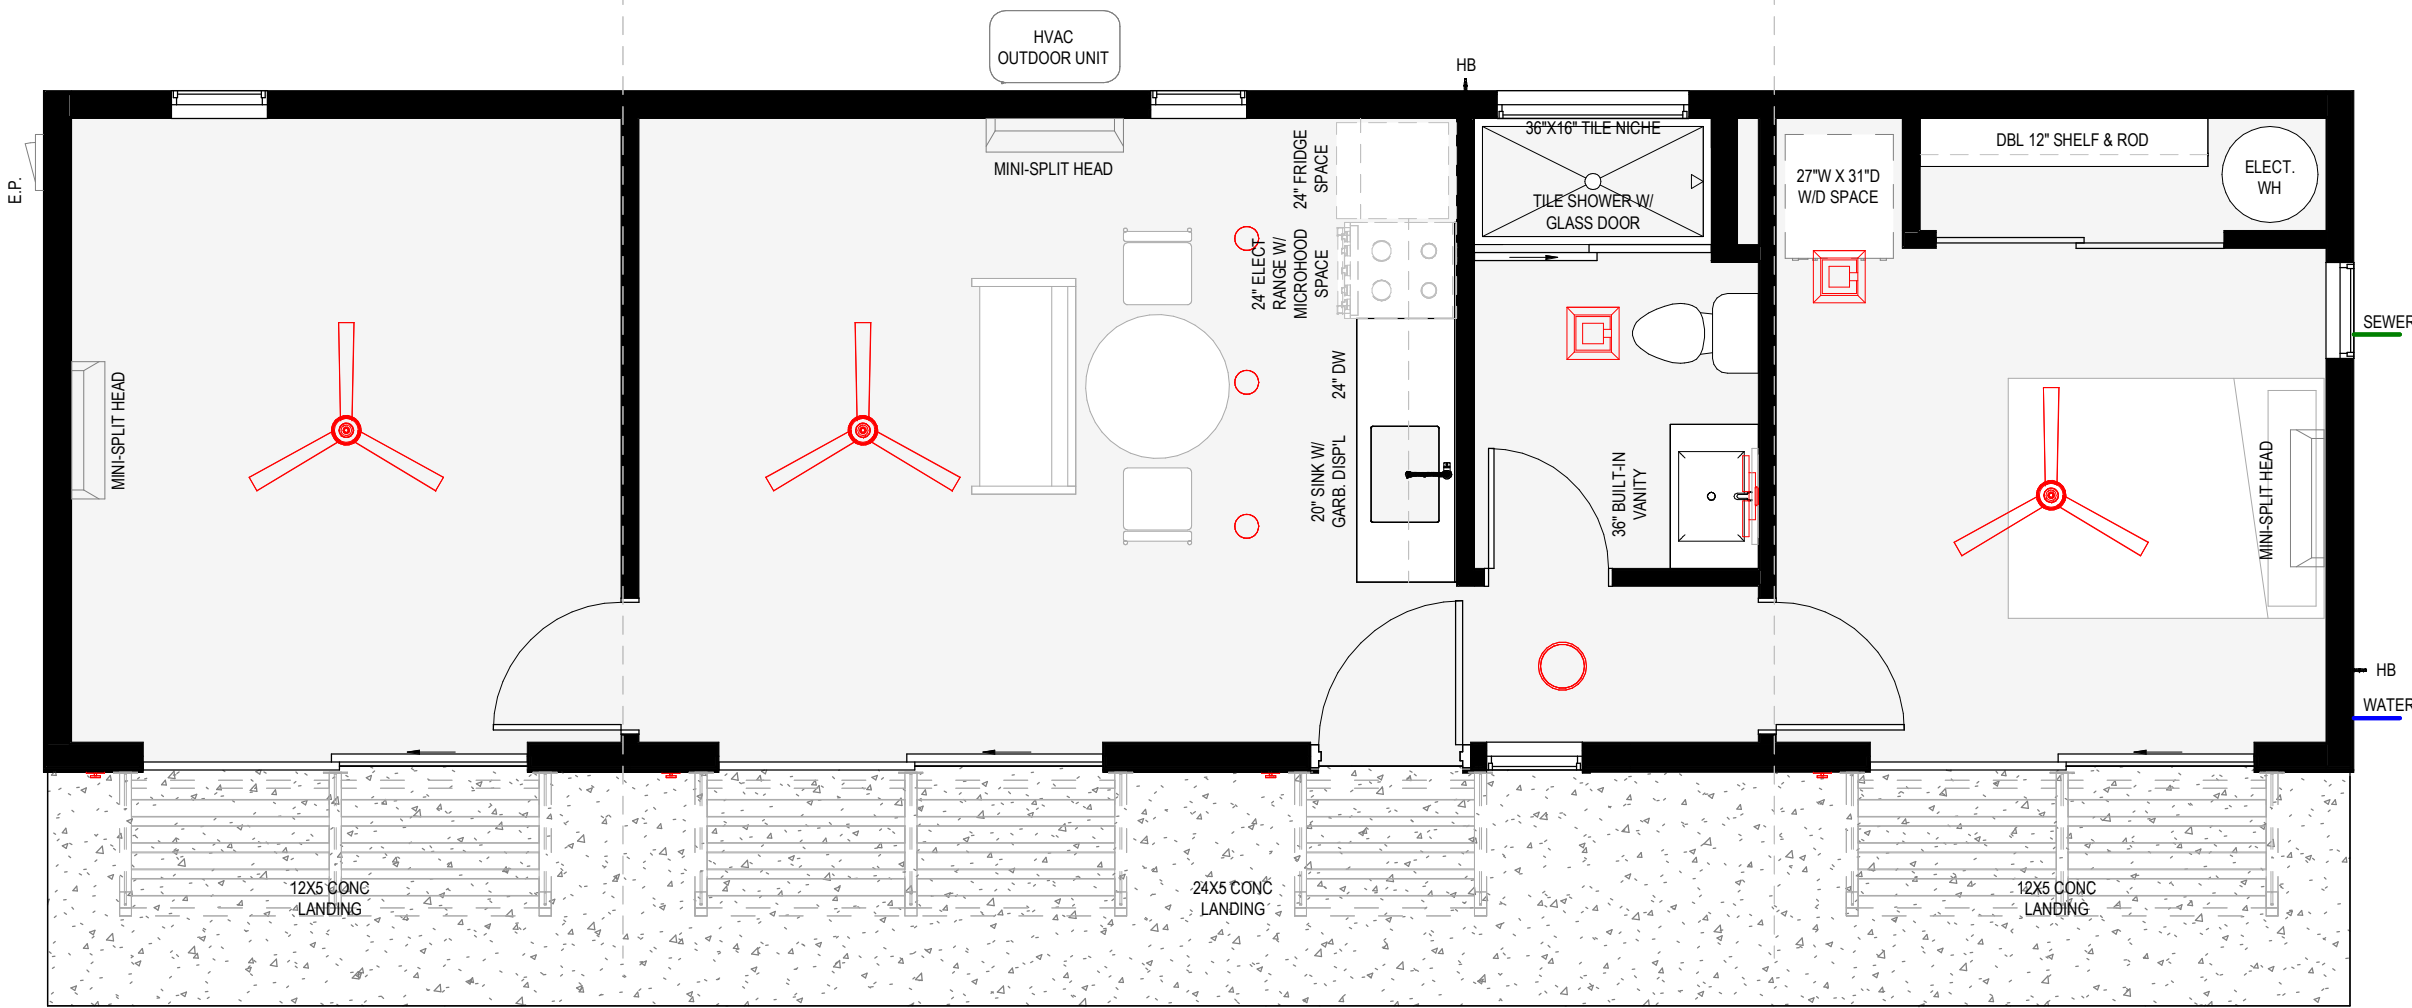 HVAC
OUTDOOR UNIT
HB
E.P.
MINI-SPLIT HEAD
MINI-SPLIT HEAD
24" FRIDGE
SPACE
24" ELECT
RANGE W/
MICROHOOD
SPACE
24" DW
20" SINK W/
GARB. DISP'L
36"X16" TILE NICHE
TILE SHOWER W/
GLASS DOOR
36" BUILT-IN
VANITY
27"W X 31"D
W/D SPACE
DBL 12" SHELF & ROD
ELECT.
WH
MINI-SPLIT HEAD
SEWER
HB
WATER
12X5 CONC
LANDING
24X5 CONC
LANDING
12X5 CONC
LANDING